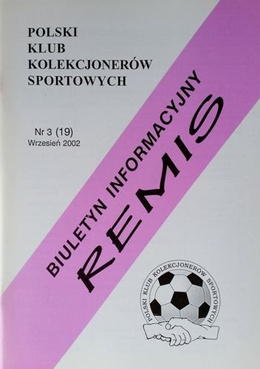 POLSKI
KLUB
KOLEKCJONERÓW
SPORTOWYCH
Nr 3 (19)
Wrzesień 2002
BIULETYN INFORMACYJNY
REMIS
POLSKI KLUB KOLEKCJONERÓW SPORTOWYCH